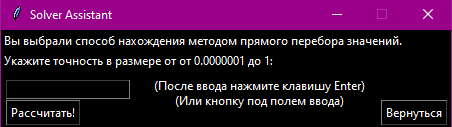 Solver Assistant
Вы выбрали способ нахождения методом прямого перебора значений.
Укажите точность в размере от от 0.0000001 до 1:
(После ввода нажмите клавишу Enter)
(Или кнопку под полем ввода)
Рассчитать!
Вернуться